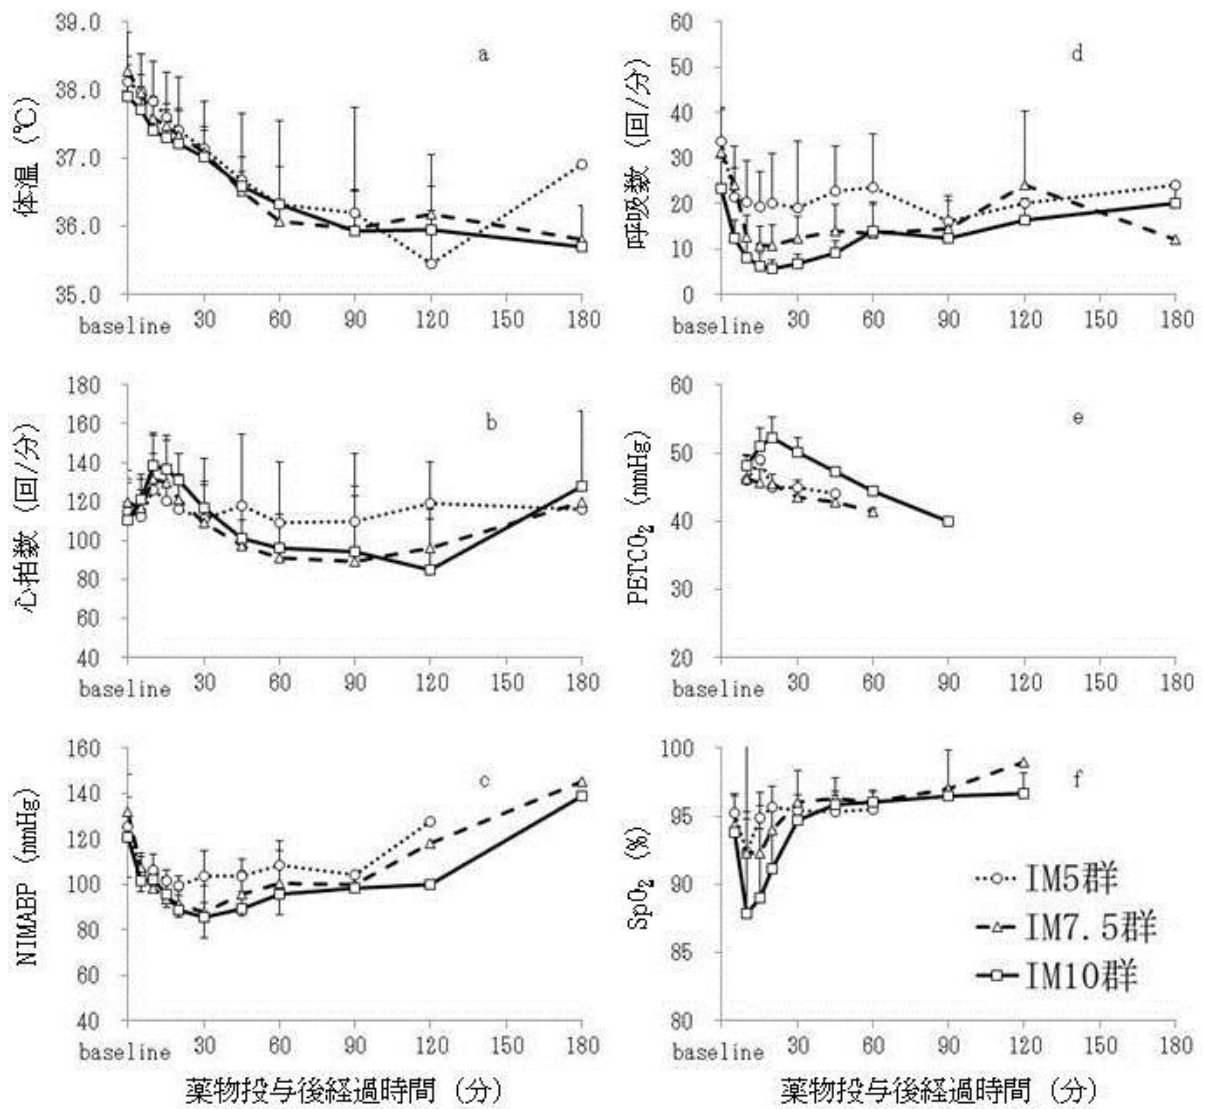 a
体温 (℃)
39.0
38.0
37.0
36.0
35.0
baseline 30 60 90 120 150 180
d
呼吸数 (回/分)
60
50
40
30
20
10
0
baseline 30 60 90 120 150 180
b
心拍数 (回/分)
180
160
140
120
100
80
60
40
baseline 30 60 90 120 150 180
e
PETCO2 (mmHg)
60
50
40
30
20
baseline 30 60 90 120 150 180
c
NIMABP (mmHg)
160
140
120
100
80
60
40
baseline 30 60 90 120 150 180
薬物投与後経過時間 (分)
f
SpO2 (%)
100
95
90
85
80
IM5群
IM7.5群
IM10群
baseline 30 60 90 120 150 180
薬物投与後経過時間 (分)